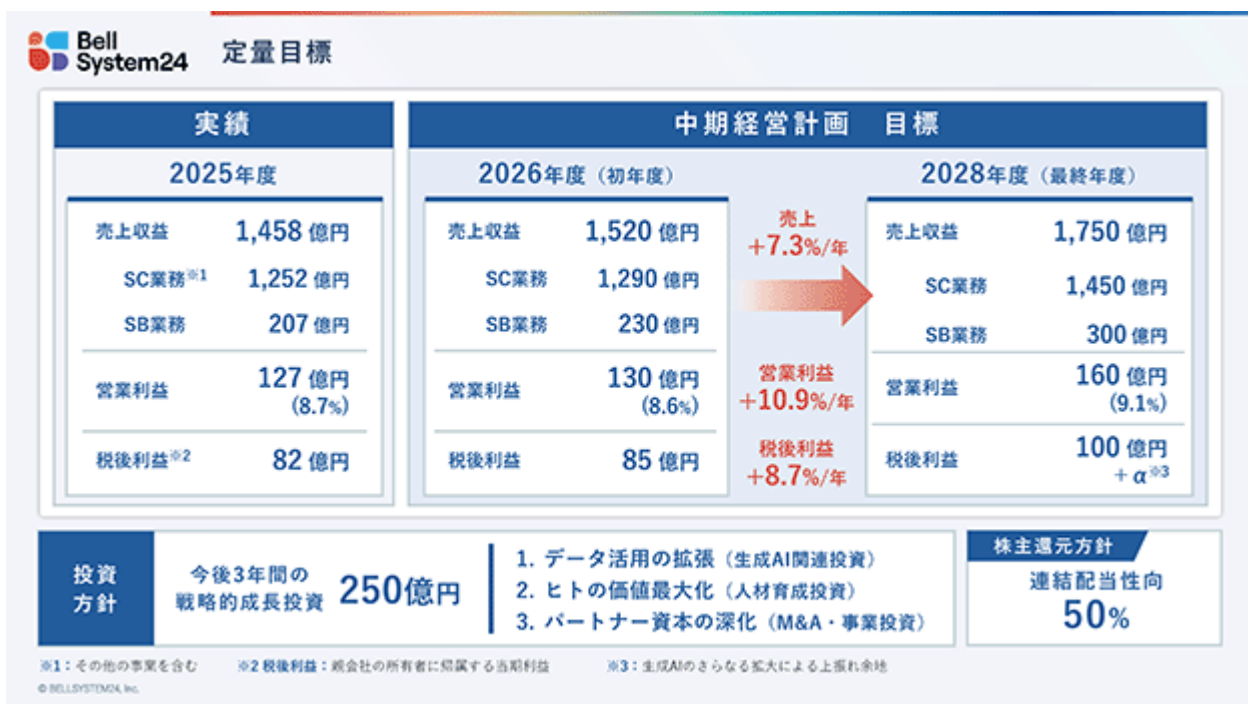 Bell
System24
定量目標
実績
2025年度
売上収益 1,458 億円
SC業務※1 1,252 億円
SB業務 207 億円
営業利益 127 億円
(8.7%)
税後利益※2 82 億円
中期経営計画 目標
2026年度（初年度）
売上収益 1,520 億円
SC業務 1,290 億円
SB業務 230 億円
営業利益 130 億円
(8.6%)
税後利益 85 億円
売上
+7.3%/年
営業利益
+10.9%/年
税後利益
+8.7%/年
2028年度（最終年度）
売上収益 1,750 億円
SC業務 1,450 億円
SB業務 300 億円
営業利益 160 億円
(9.1%)
税後利益 100 億円
+ α※3
投資
方針
今後3年間の
戦略的成長投資 250億円
1. データ活用の拡張（生成AI関連投資）
2. ヒトの価値最大化（人材育成投資）
3. パートナー資本の深化（M&A・事業投資）
株主還元方針
連結配当性向
50%
※1：その他の事業を含む ※2 税後利益：親会社の所有者に帰属する当期利益 ※3：生成AIのさらなる拡大による上振れ余地
© BELLSYSTEM24, Inc.